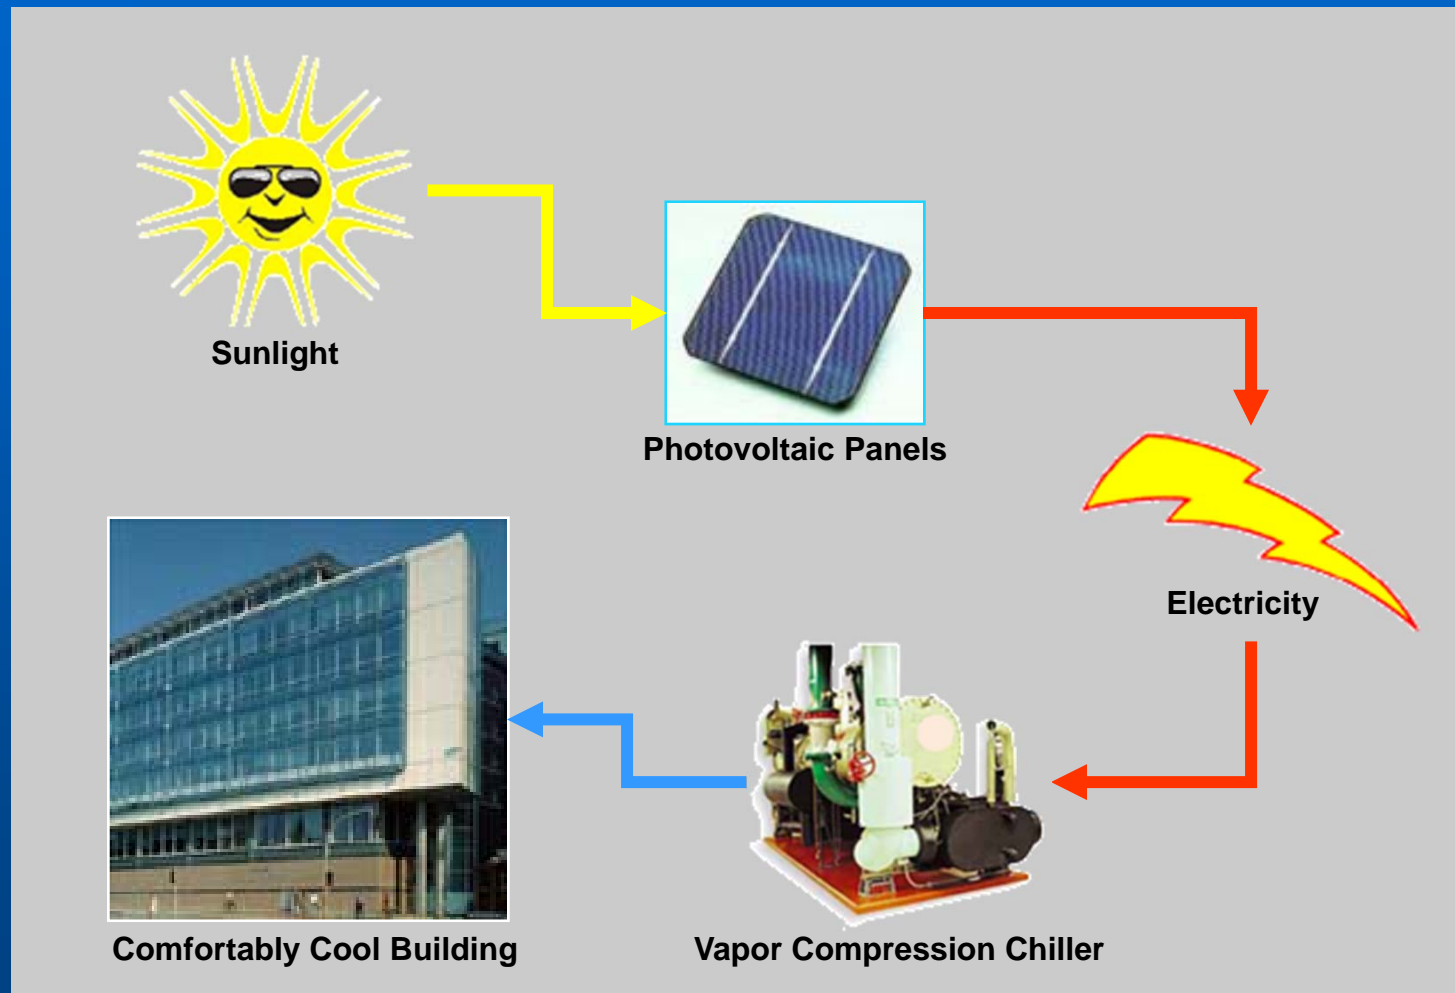 Sunlight
Photovoltaic Panels
Electricity
Comfortably Cool Building
Vapor Compression Chiller